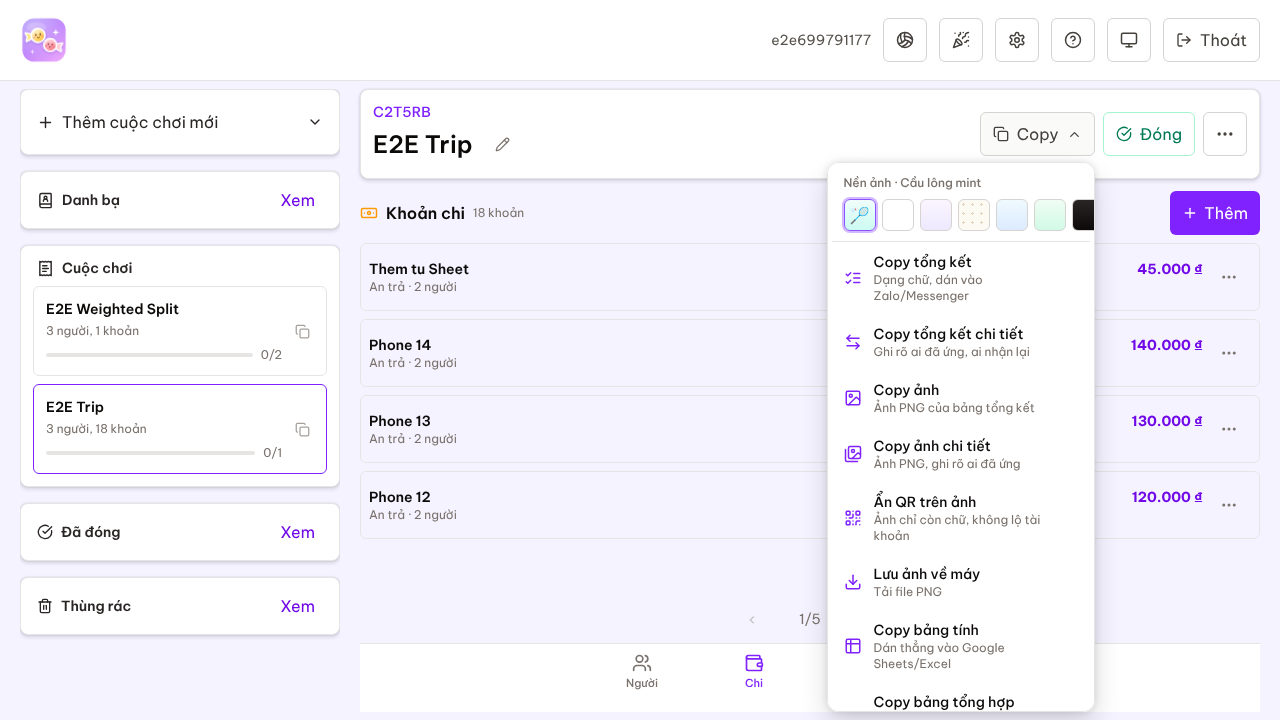 e2e699791177
Thoát
Thêm cuộc chơi mới
Danh bạ
Xem
Cuộc chơi
E2E Weighted Split
3 người, 1 khoản
0/2
E2E Trip
3 người, 18 khoản
0/1
Đã đóng
Xem
Thùng rác
Xem
C2T5RB
E2E Trip
Copy
Đóng
Khoản chi
18 khoản
Thêm
Them tu Sheet
An trả · 2 người
45.000 ₫
Phone 14
An trả · 2 người
140.000 ₫
Phone 13
An trả · 2 người
130.000 ₫
Phone 12
An trả · 2 người
120.000 ₫
1/5
Người
Chi
Nền ảnh · Cầu lông mint
Copy tổng kết
Dạng chữ, dán vào
Zalo/Messenger
Copy tổng kết chi tiết
Ghi rõ ai đã ứng, ai nhận lại
Copy ảnh
Ảnh PNG của bảng tổng kết
Copy ảnh chi tiết
Ảnh PNG, ghi rõ ai đã ứng
Ẩn QR trên ảnh
Ảnh chỉ còn chữ, không lộ tài
khoản
Lưu ảnh về máy
Tải file PNG
Copy bảng tính
Dán thẳng vào Google
Sheets/Excel
Copy bảng tổng hợp